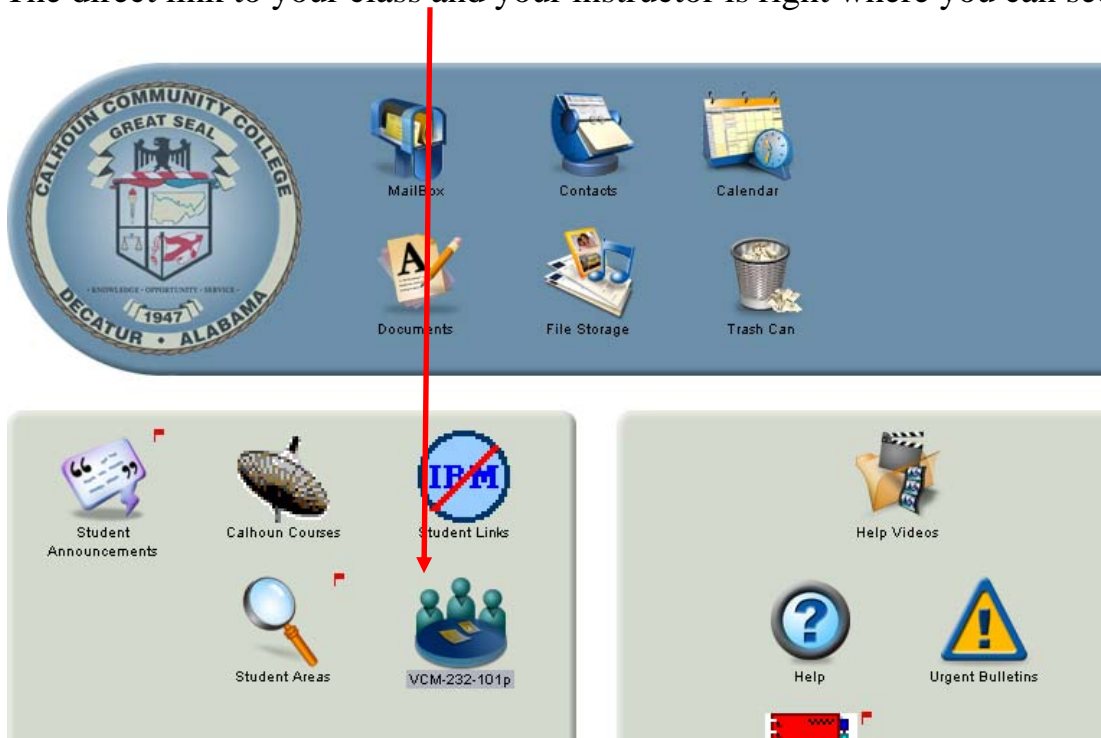 The direct link to your class and your instructor is right where you can see
CALHOUN COMMUNITY COLLEGE
GREAT SEAL
KNOWLEDGE - OPPORTUNITY - SERVICE
1947
DECATUR • ALABAMA
MailBox
Contacts
Calendar
Documents
File Storage
Trash Can
IBM
Student Announcements
Calhoun Courses
Student Links
Help Videos
Student Areas
VCM-232-101p
Help
Urgent Bulletins